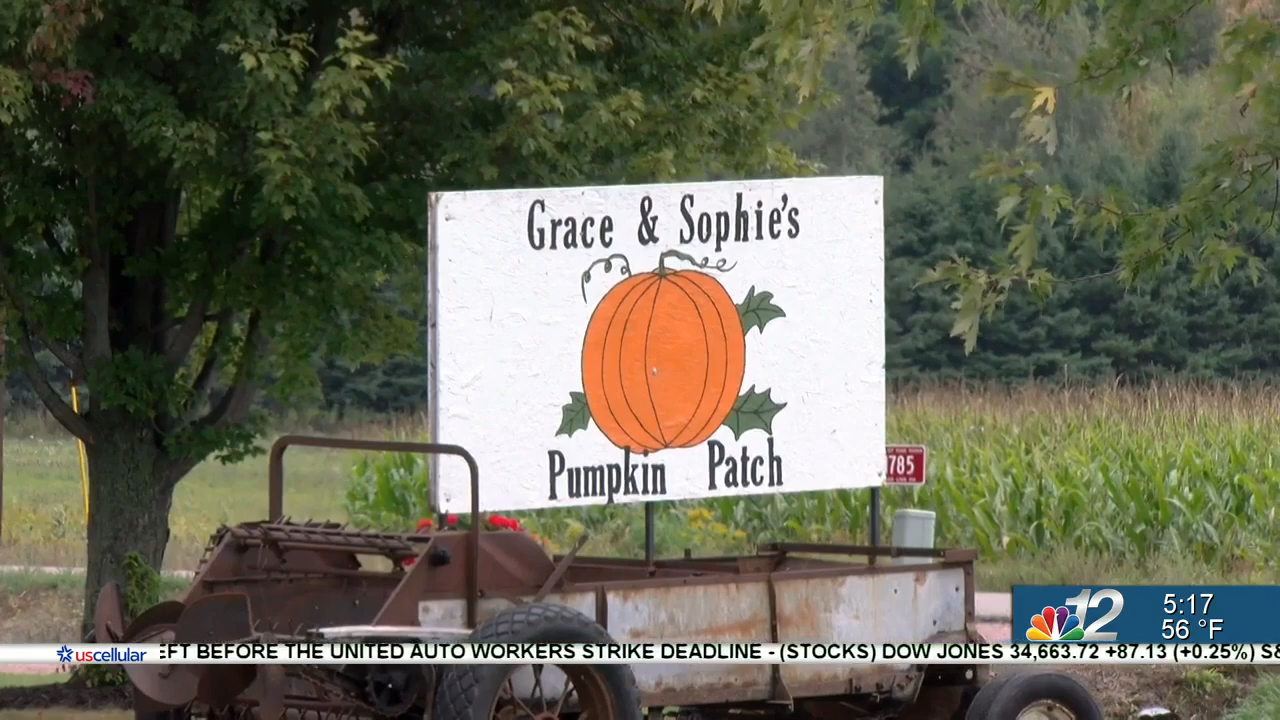 Grace & Sophie's
Pumpkin Patch
785
12
5:17
56 °F
uscellular
EFT BEFORE THE UNITED AUTO WORKERS STRIKE DEADLINE - (STOCKS) DOW JONES 34,663.72 +87.13 (+0.25%) S&